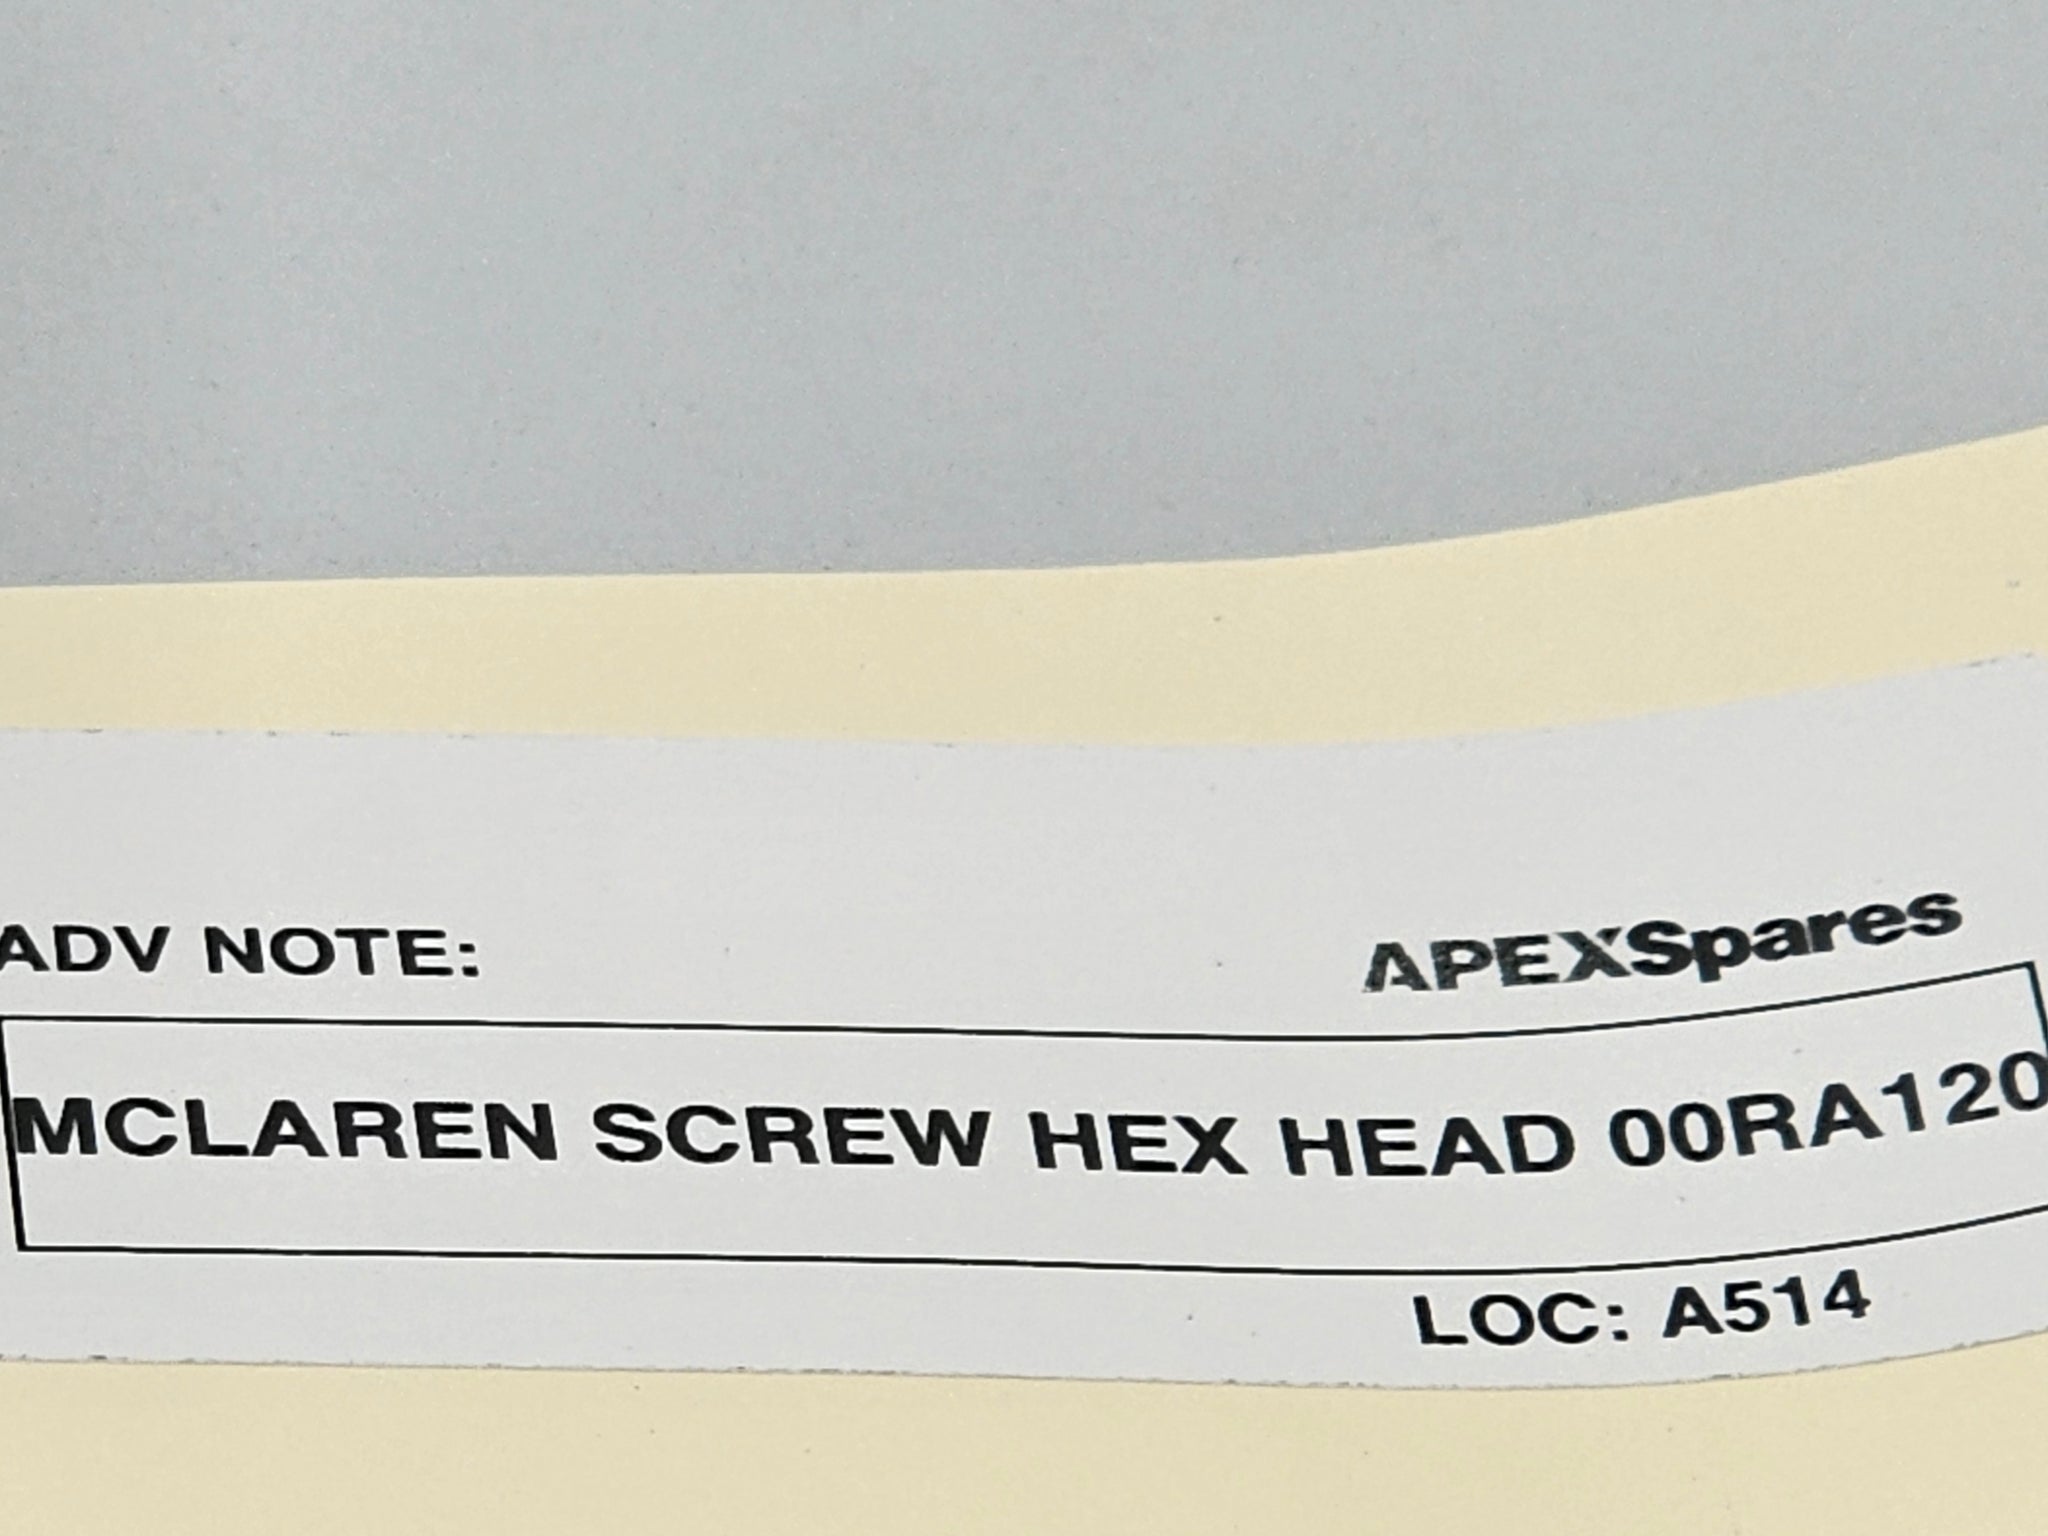 ADV NOTE:
APEXSpares
MCLAREN SCREW HEX HEAD 00RA120
LOC: A514